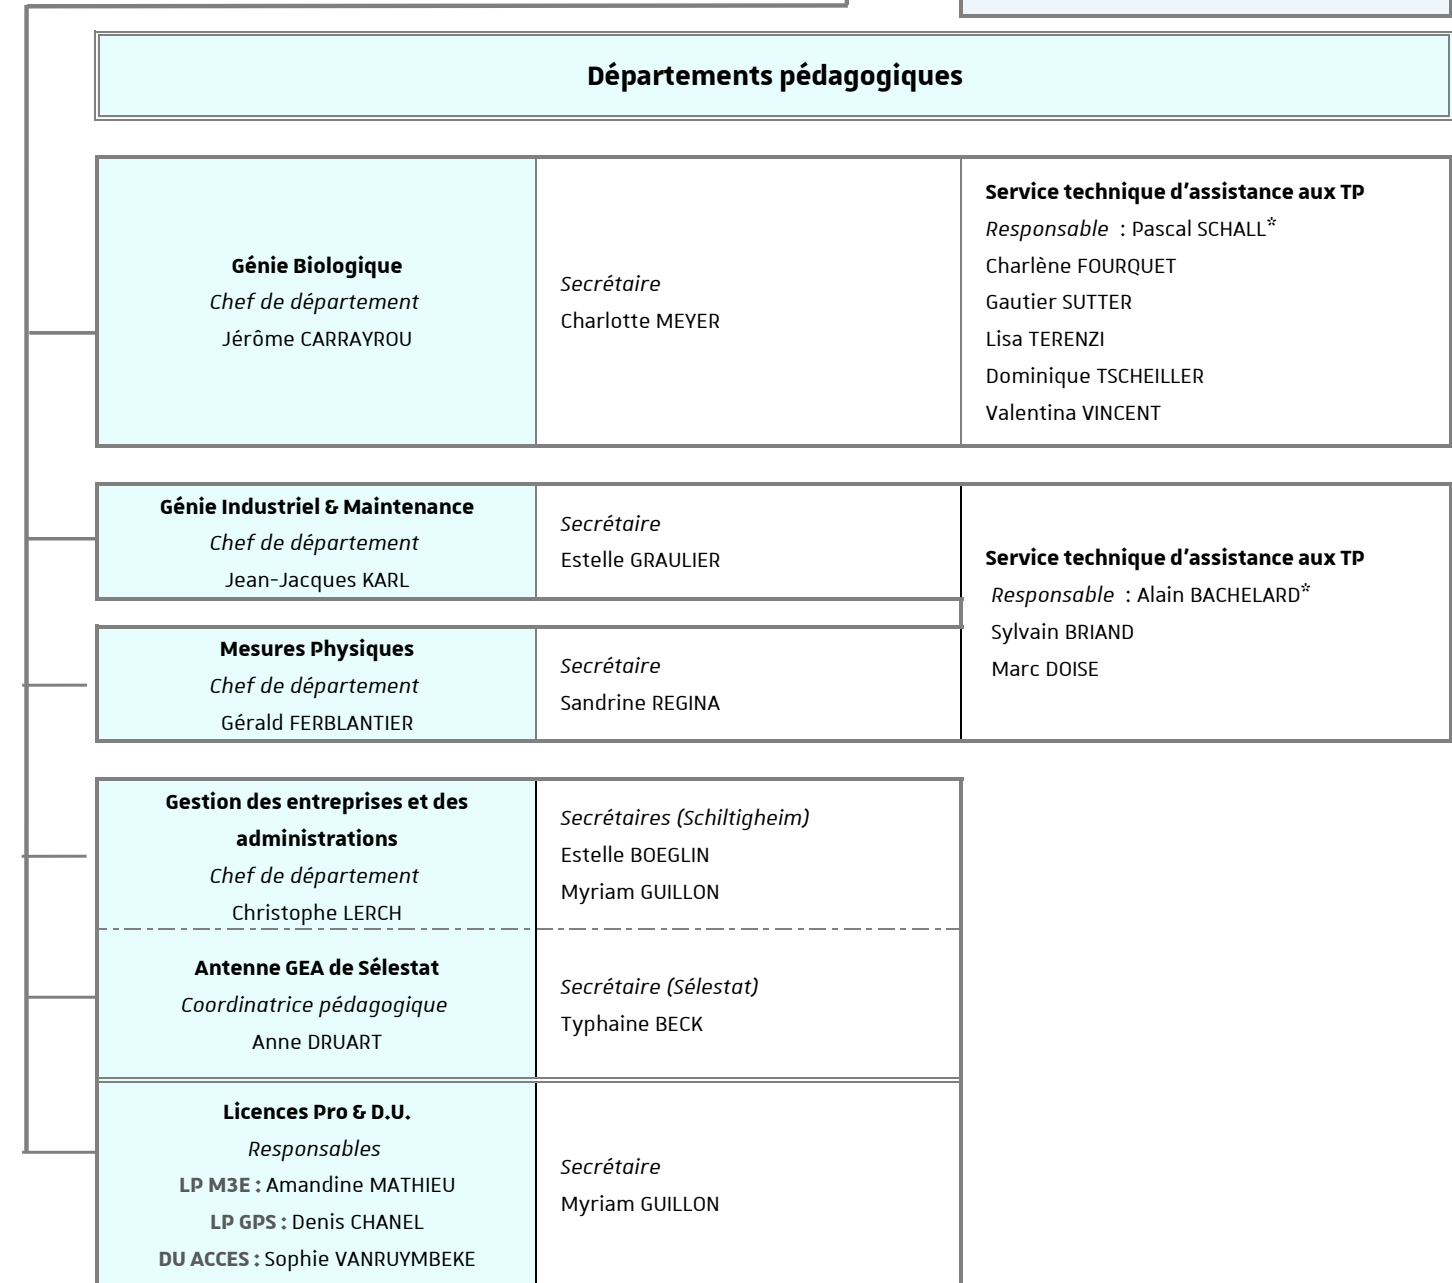 Départements pédagogiques
Génie Biologique
Chef de département
Jérôme CARRAYROU
Secrétaire
Charlotte MEYER
Service technique d'assistance aux TP
Responsable : Pascal SCHALL*
Charlène FOURQUET
Gautier SUTTER
Lisa TERENZI
Dominique TSCHEILLER
Valentina VINCENT
Génie Industriel & Maintenance
Chef de département
Jean-Jacques KARL
Secrétaire
Estelle GRAULIER
Service technique d'assistance aux TP
Responsable : Alain BACHELARD*
Sylvain BRIAND
Marc DOISE
Mesures Physiques
Chef de département
Gérald FERBLANTIER
Secrétaire
Sandrine REGINA
Gestion des entreprises et des
administrations
Chef de département
Christophe LERCH
Secrétaires (Schiltigheim)
Estelle BOEGLIN
Myriam GUILLON
Antenne GEA de Sélestat
Coordinatrice pédagogique
Anne DRUART
Secrétaire (Sélestat)
Typhaine BECK
Licences Pro & D.U.
Responsables
LP M3E : Amandine MATHIEU
LP GPS : Denis CHANEL
DU ACCES : Sophie VANRUYMBEKE
Secrétaire
Myriam GUILLON